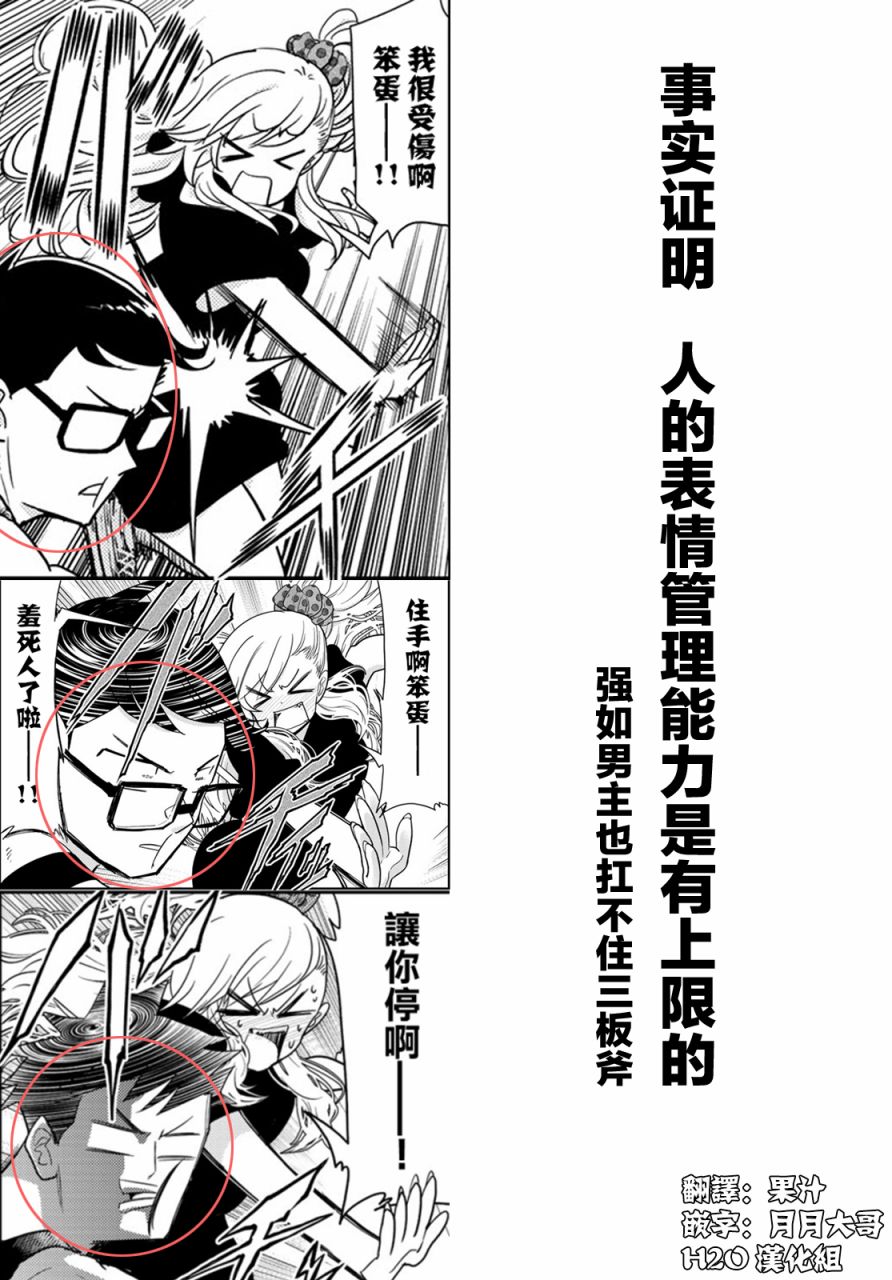 事实证明 人的表情管理能力是有上限的
强如男主也扛不住三板斧
我很受傷啊
笨蛋——!!
住手啊笨蛋——
羞死人了啦——!!
讓你停啊——!
翻譯：果汁
嵌字：月月大哥
H2O 漢化組